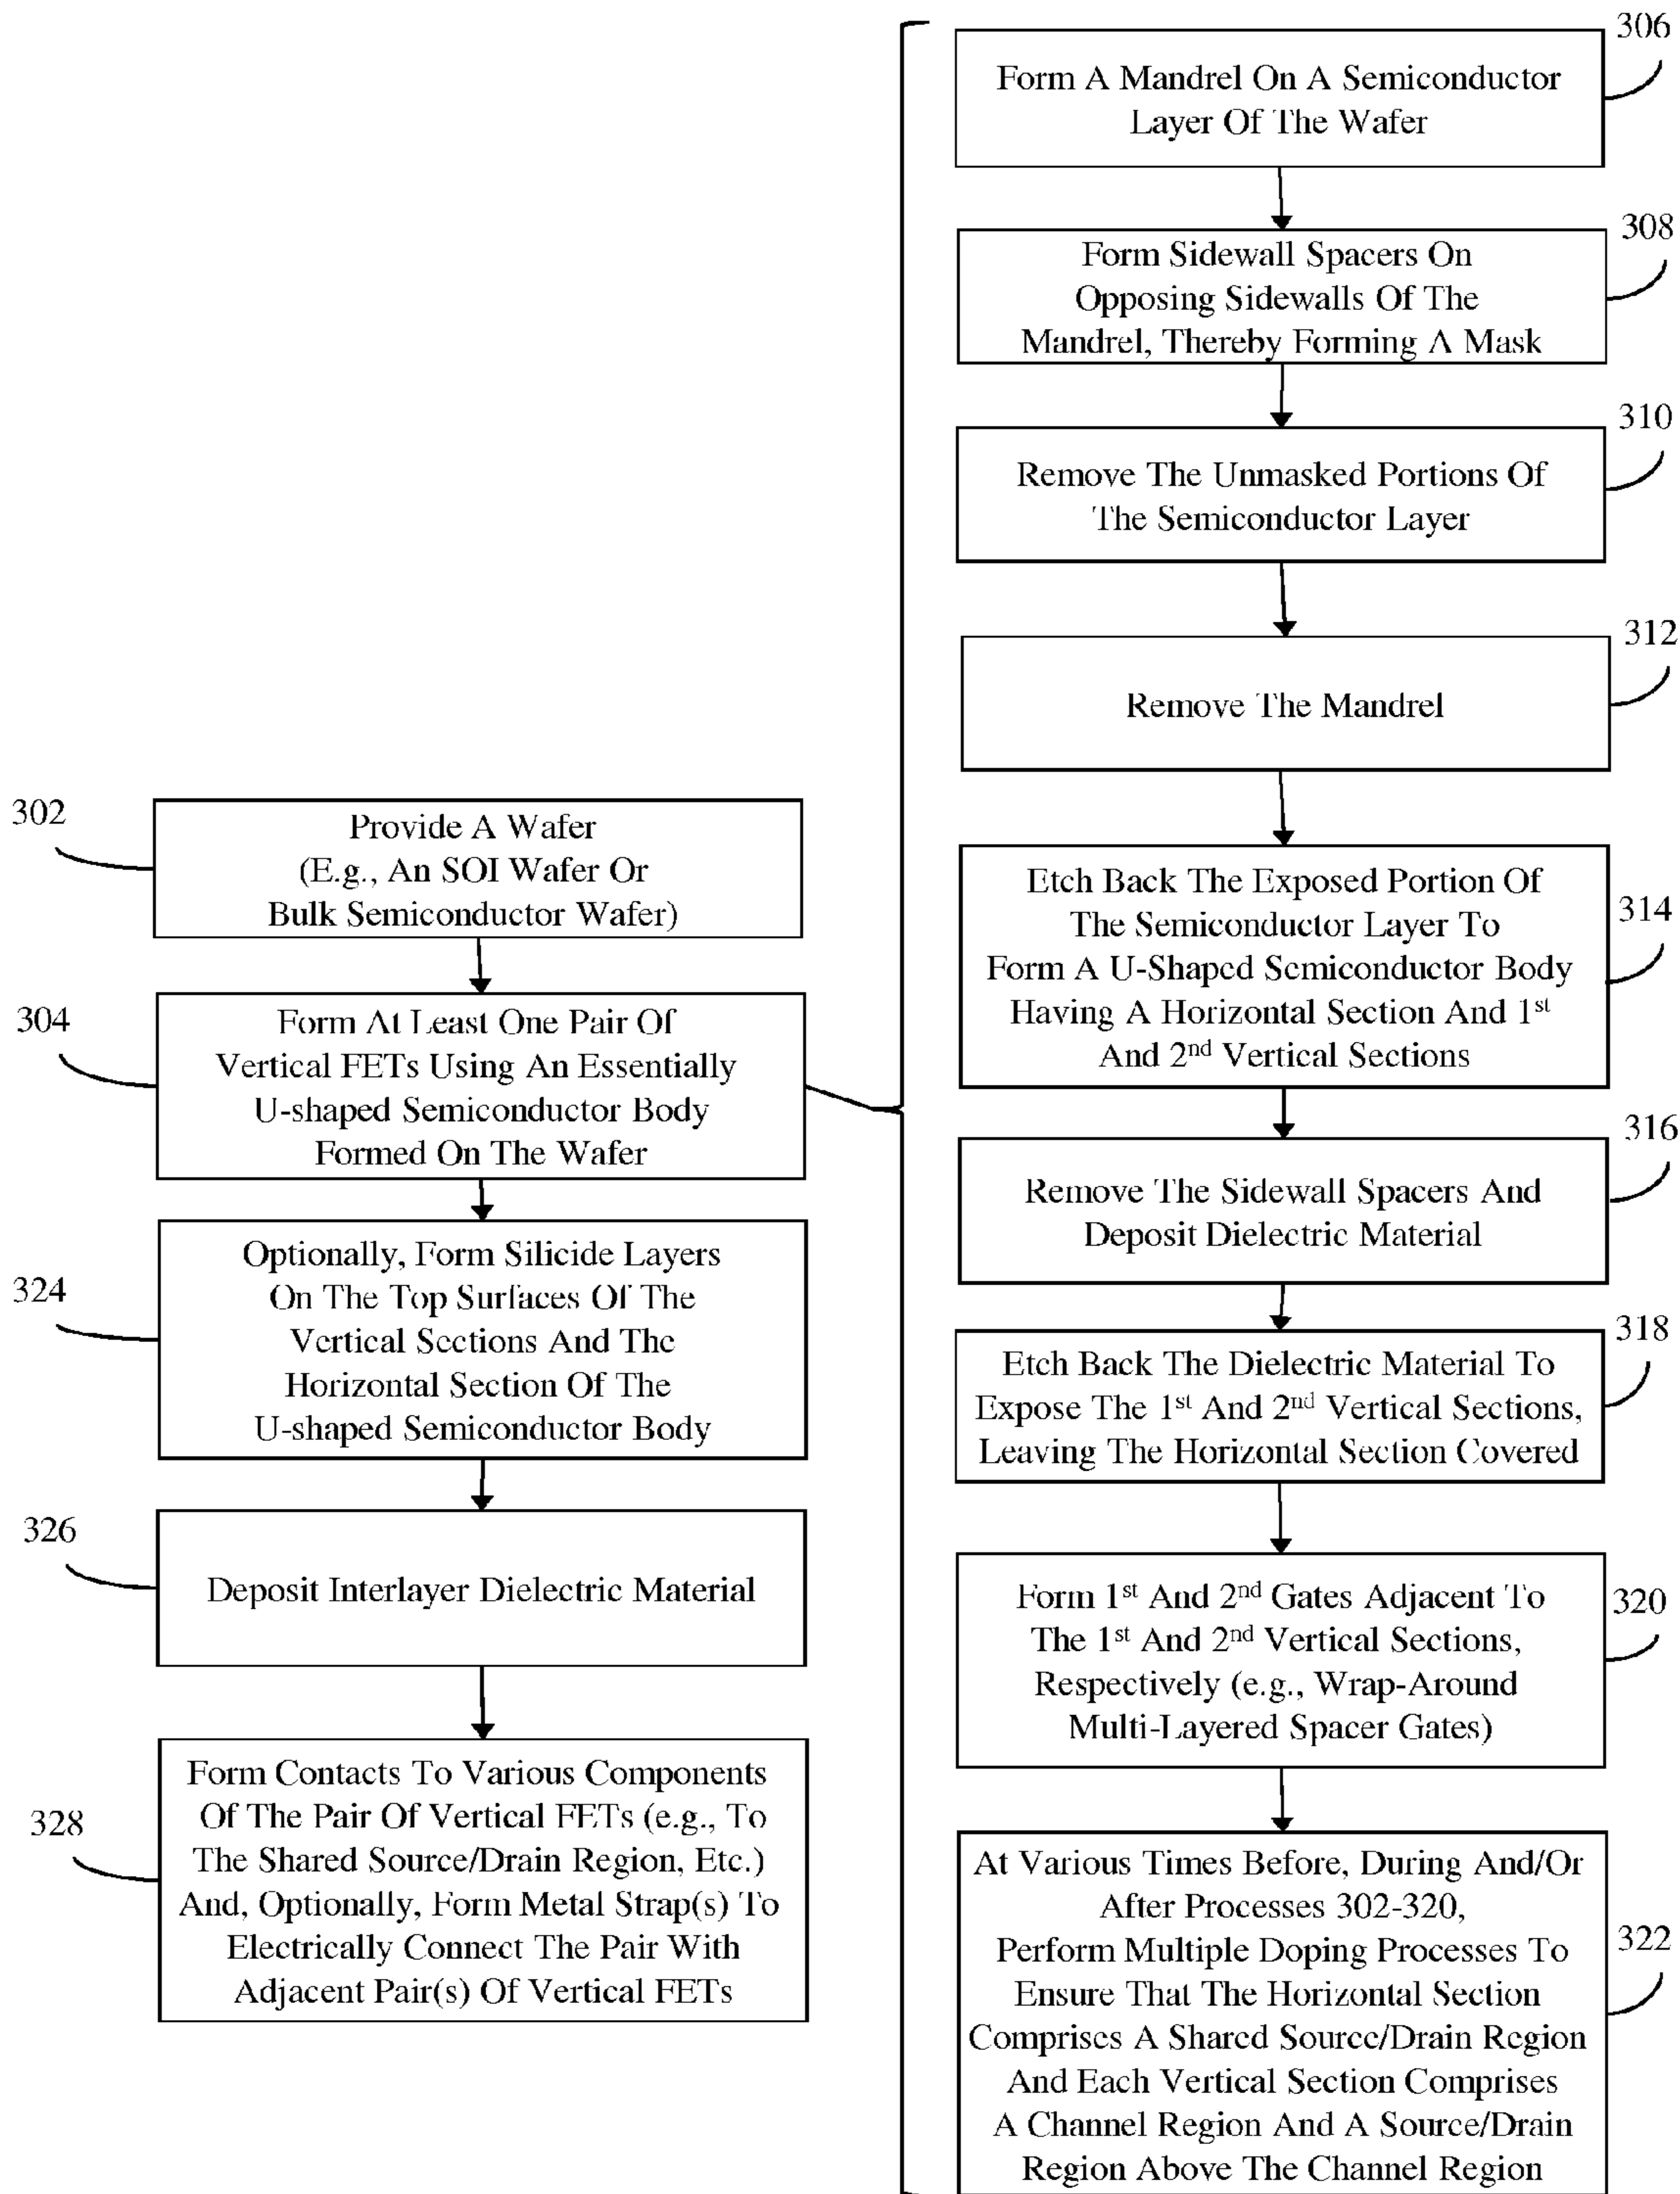 302
Provide A Wafer
(E.g., An SOI Wafer Or
Bulk Semiconductor Wafer)
304
Form At Least One Pair Of
Vertical FETs Using An Essentially
U-shaped Semiconductor Body
Formed On The Wafer
324
Optionally, Form Silicide Layers
On The Top Surfaces Of The
Vertical Sections And The
Horizontal Section Of The
U-shaped Semiconductor Body
326
Deposit Interlayer Dielectric Material
328
Form Contacts To Various Components
Of The Pair Of Vertical FETs (e.g., To
The Shared Source/Drain Region, Etc.)
And, Optionally, Form Metal Strap(s) To
Electrically Connect The Pair With
Adjacent Pair(s) Of Vertical FETs
306
Form A Mandrel On A Semiconductor
Layer Of The Wafer
308
Form Sidewall Spacers On
Opposing Sidewalls Of The
Mandrel, Thereby Forming A Mask
310
Remove The Unmasked Portions Of
The Semiconductor Layer
312
Remove The Mandrel
314
Etch Back The Exposed Portion Of
The Semiconductor Layer To
Form A U-Shaped Semiconductor Body
Having A Horizontal Section And 1st
And 2nd Vertical Sections
316
Remove The Sidewall Spacers And
Deposit Dielectric Material
318
Etch Back The Dielectric Material To
Expose The 1st And 2nd Vertical Sections,
Leaving The Horizontal Section Covered
320
Form 1st And 2nd Gates Adjacent To
The 1st And 2nd Vertical Sections,
Respectively (e.g., Wrap-Around
Multi-Layered Spacer Gates)
322
At Various Times Before, During And/Or
After Processes 302-320,
Perform Multiple Doping Processes To
Ensure That The Horizontal Section
Comprises A Shared Source/Drain Region
And Each Vertical Section Comprises
A Channel Region And A Source/Drain
Region Above The Channel Region